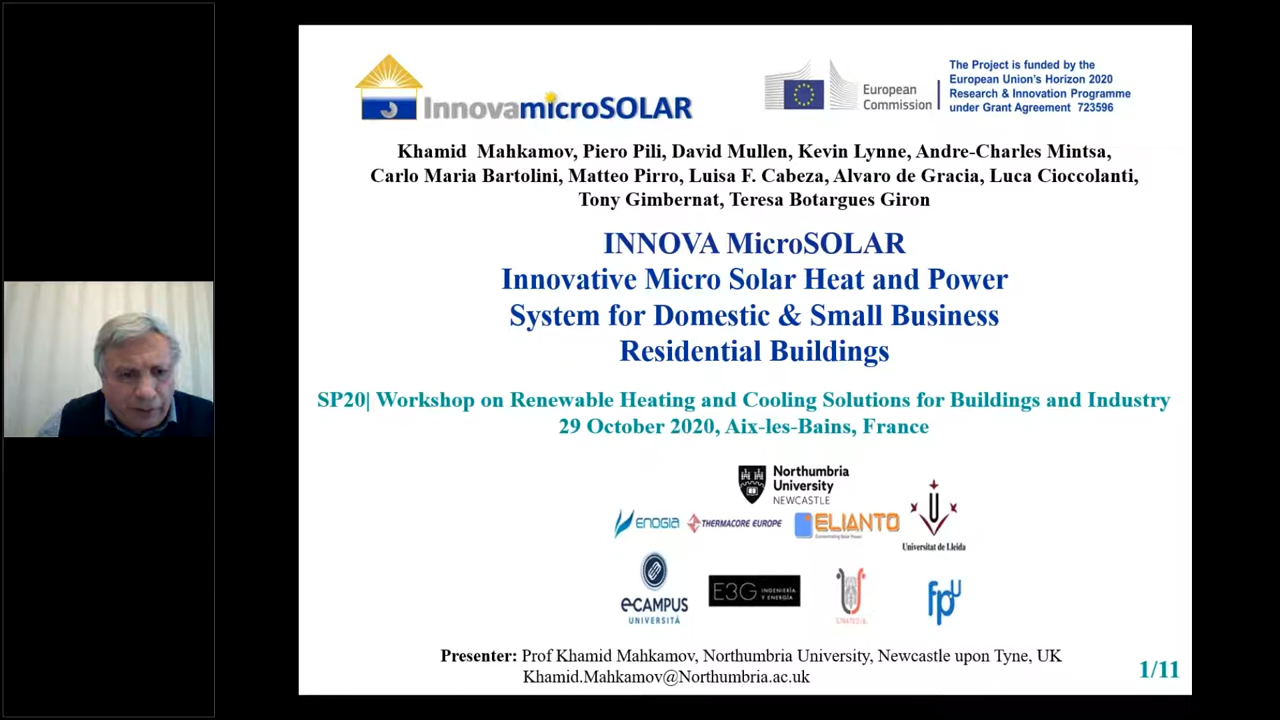 InnovamicroSOLAR
European
Commission
The Project is funded by the
European Union's Horizon 2020
Research & Innovation Programme
under Grant Agreement 723596
Khamid Mahkamov, Piero Pili, David Mullen, Kevin Lynne, Andre-Charles Mintsa,
Carlo Maria Bartolini, Matteo Pirro, Luisa F. Cabeza, Alvaro de Gracia, Luca Cioccolanti,
Tony Gimbernat, Teresa Botargues Giron
INNOVA MicroSOLAR
Innovative Micro Solar Heat and Power
System for Domestic & Small Business
Residential Buildings
SP20| Workshop on Renewable Heating and Cooling Solutions for Buildings and Industry
29 October 2020, Aix-les-Bains, France
Northumbria
University
NEWCASTLE
ENOGIA
THERMACORE EUROPE
ELIANTO
Concentrating Solar Power
Universitat de Lleida
e-CAMPUS
UNIVERSITÀ
E3G INGENIERÍA
Y ENERGÍA
fpu
Presenter: Prof Khamid Mahkamov, Northumbria University, Newcastle upon Tyne, UK
Khamid.Mahkamov@Northumbria.ac.uk
1/11